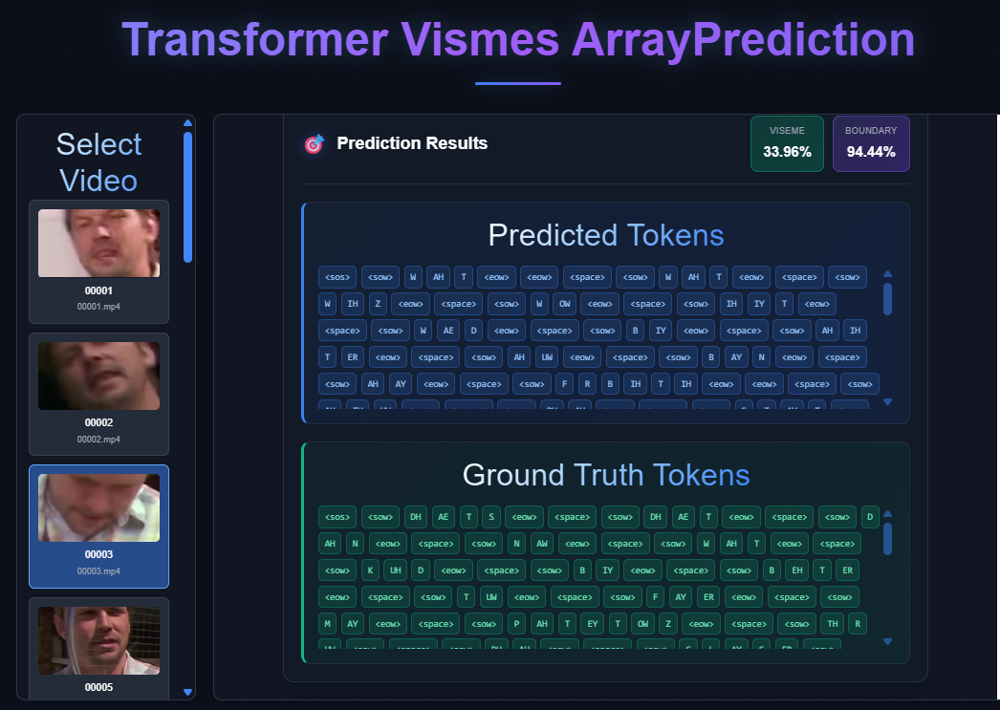 Transformer Vismes ArrayPrediction
Select
Video
00001
00001.mp4
00002
00002.mp4
00003
00003.mp4
00005
Prediction Results
VISEME
33.96%
BOUNDARY
94.44%
Predicted Tokens
<sos> <sow> W AH T <eow> <eow> <space> <sow> W AH T <eow> <space> <sow>
W IH Z <eow> <space> <sow> W OW <eow> <space> <sow> IH IY T <eow>
<space> <sow> W AE D <eow> <space> <sow> B IY <eow> <space> <sow> AH IH
T ER <eow> <space> <sow> AH UW <eow> <space> <sow> B AY N <eow> <space>
<sow> AH AY <eow> <space> <sow> F R B IH T IH <eow> <eow> <space> <sow>
Ground Truth Tokens
<sos> <sow> DH AE T S <eow> <space> <sow> DH AE T <eow> <space> <sow> D
AH N <eow> <space> <sow> N AW <eow> <space> <sow> W AH T <eow> <space>
<sow> K UH D <eow> <space> <sow> B IY <eow> <space> <sow> B EH T ER
<eow> <space> <sow> T UW <eow> <space> <sow> F AY ER <eow> <space> <sow>
M AY <eow> <space> <sow> P AH T EY T OW Z <eow> <space> <sow> TH R